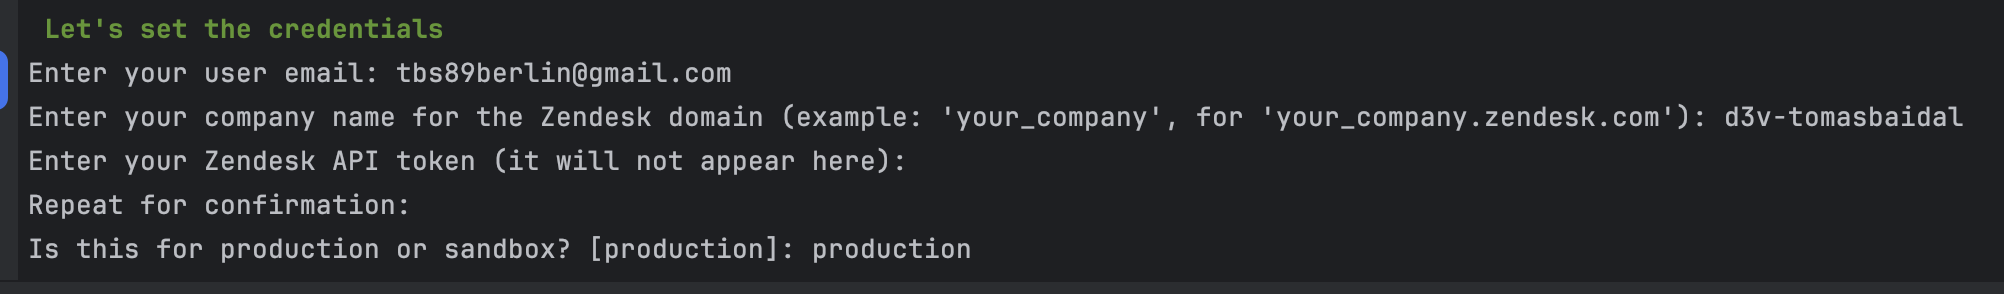 Let's set the credentials
Enter your user email: tbs89berlin@gmail.com
Enter your company name for the Zendesk domain (example: 'your_company', for 'your_company.zendesk.com'): d3v-tomasbaidal
Enter your Zendesk API token (it will not appear here):
Repeat for confirmation:
Is this for production or sandbox? [production]: production